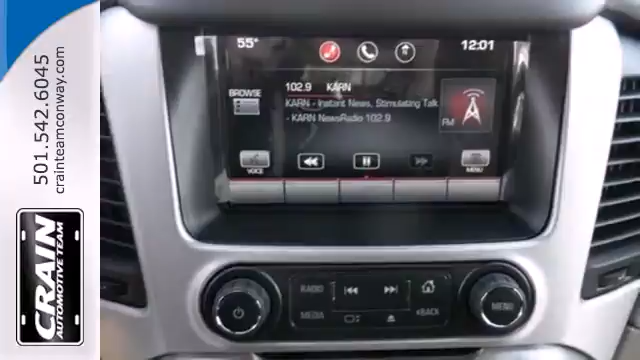 501.542.6045
crainteamconway.com
CRAIN
AUTOMOTIVE TEAM
55°
12:01
BROWSE
102.9 KARN
KARN - Instant News, Stimulating Talk
- KARN NewsRadio 102.9
FM
VOICE
MENU
RADIO
MEDIA
BACK
MENU